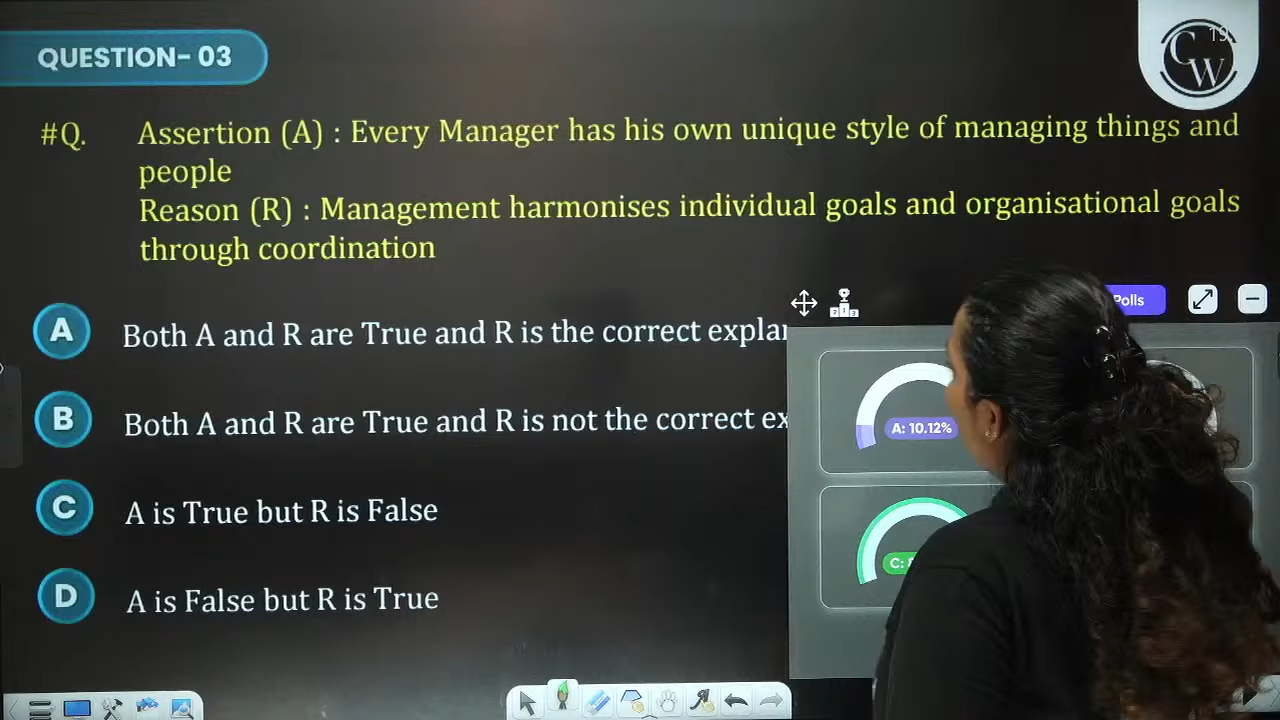 QUESTION- 03
19
CW
#Q. Assertion (A) : Every Manager has his own unique style of managing things and
people
Reason (R) : Management harmonises individual goals and organisational goals
through coordination
Polls
A Both A and R are True and R is the correct
A: 10.12%
B Both A and R are True and R is not the correct
C A is True but R is False
C:
D A is False but R is True